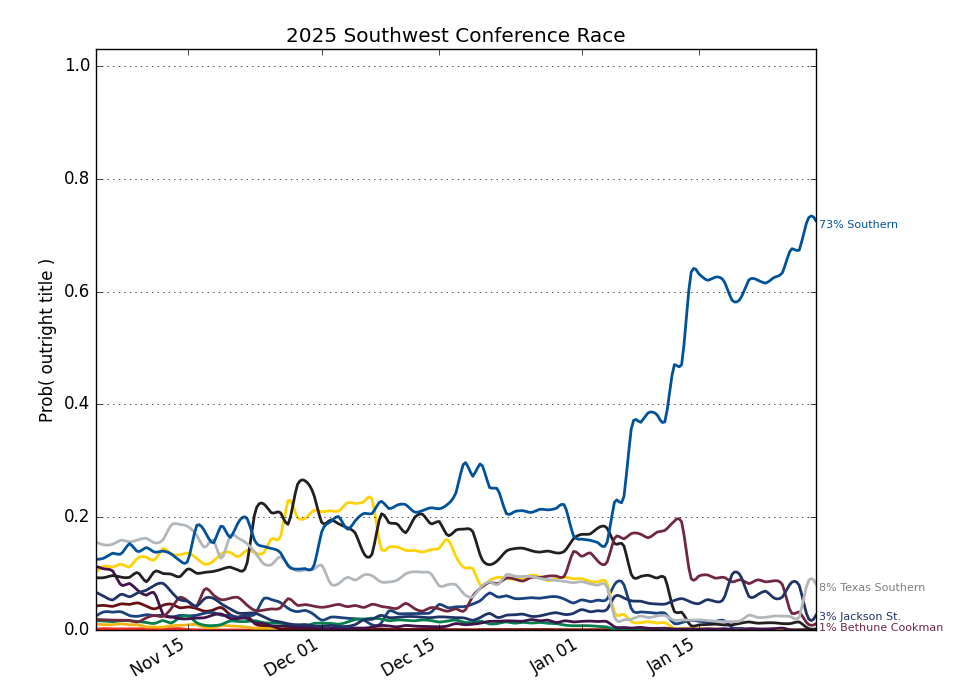 2025 Southwest Conference Race
Prob( outright title )
1.0
0.8
0.6
0.4
0.2
0.0
73% Southern
8% Texas Southern
3% Jackson St.
1% Bethune Cookman
Nov 15
Dec 01
Dec 15
Jan 01
Jan 15